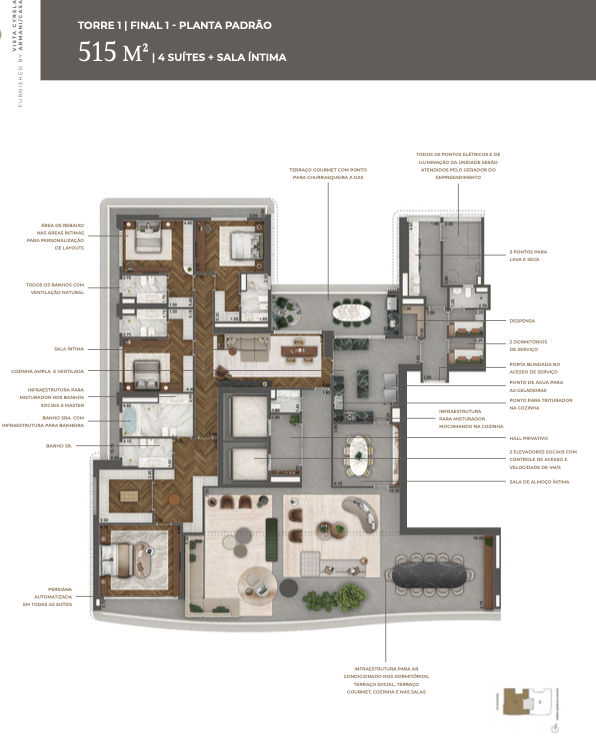 VISTA CYRELA
FURNISHED BY ARMANI/CASA
TORRE 1 | FINAL 1 - PLANTA PADRÃO
515 M² | 4 SUÍTES + SALA ÍNTIMA
TODOS OS PONTOS ELÉTRICOS E DE
ILUMINAÇÃO DA UNIDADE SERÃO
ATENDIDOS PELO GERADOR DO
EMPREENDIMENTO
TERRAÇO GOURMET COM PONTO
PARA CHURRASQUEIRA A GÁS
ÁREA DE REBAIXO
NAS ÁREAS ÍNTIMAS
PARA PERSONALIZAÇÃO
DE LAYOUTS
TODOS OS BANHOS COM
VENTILAÇÃO NATURAL
SALA ÍNTIMA
COZINHA AMPLA E VENTILADA
INFRAESTRUTURA PARA
MISTURADOR NOS BANHOS
SOCIAIS E MASTER
BANHO SRA. COM
INFRAESTRUTURA PARA BANHEIRA
BANHO SR.
PERSIANA
AUTOMATIZADA
EM TODAS AS SUÍTES
2 PONTOS PARA
LAVA E SECA
DESPENSA
2 DORMITÓRIOS
DE SERVIÇO
PORTA BLINDADA NO
ACESSO DE SERVIÇO
PONTO DE ÁGUA PARA
AS GELADEIRAS
PONTO PARA TRITURADOR
NA COZINHA
INFRAESTRUTURA
PARA MISTURADOR
MOCOMANDO NA COZINHA
HALL PRIVATIVO
2 ELEVADORES SOCIAIS COM
CONTROLE DE ACESSO E
VELOCIDADE DE 4M/S
SALA DE ALMOÇO ÍNTIMA
INFRAESTRUTURA PARA AR
CONDICIONADO NOS DORMITÓRIOS,
TERRAÇO SOCIAL, TERRAÇO
GOURMET, COZINHA E NAS SALAS